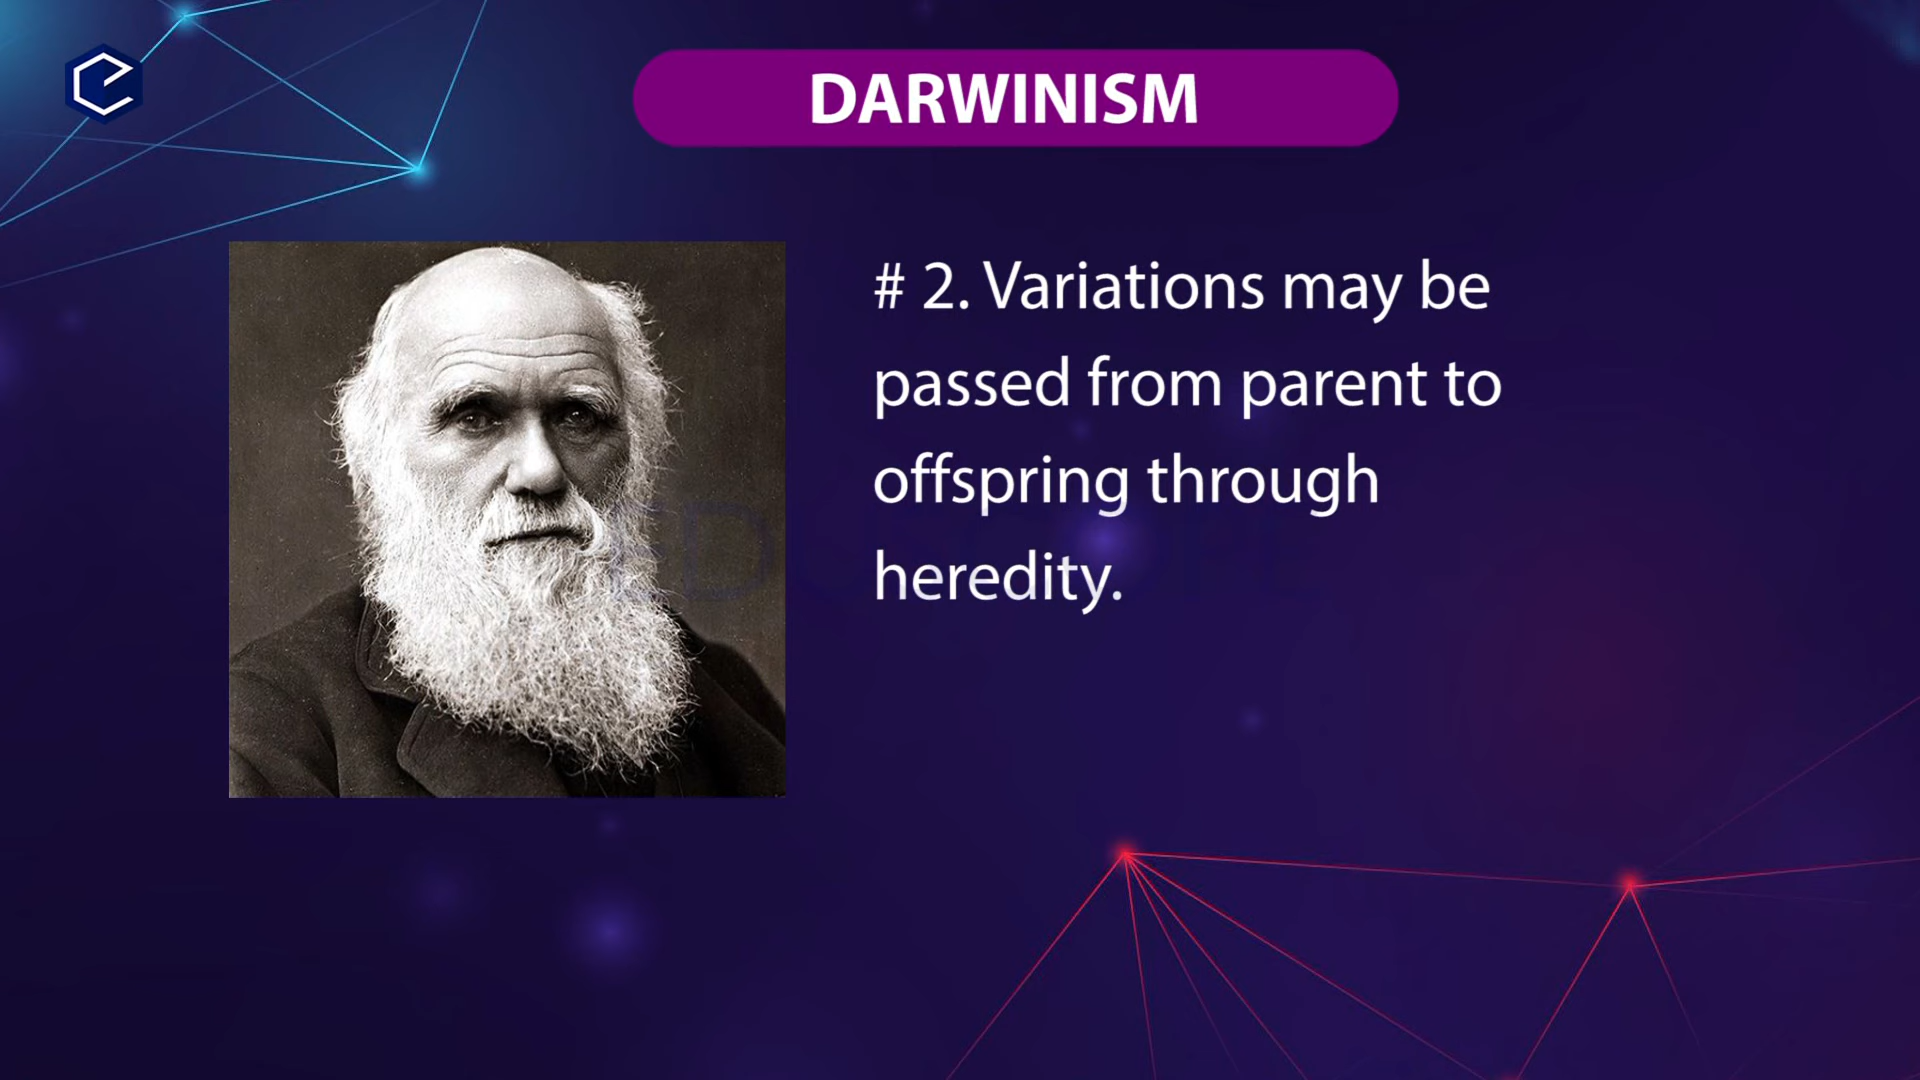 DARWINISM
# 2. Variations may be
passed from parent to
offspring through
heredity.